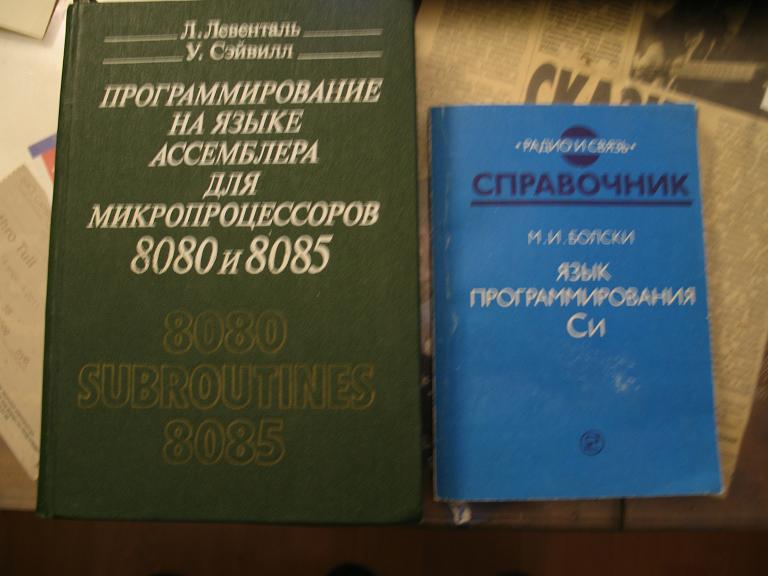 Л. Левенталь
У. Сэйвилл
ПРОГРАММИРОВАНИЕ
НА ЯЗЫКЕ
АССЕМБЛЕРА
ДЛЯ
МИКРОПРОЦЕССОРОВ
8080 и 8085
8080
SUBROUTINES
8085
«РАДИО И СВЯЗЬ»
СПРАВОЧНИК
М. И. БОЛСКИ
ЯЗЫК
ПРОГРАММИРОВАНИЯ
Си
Tull